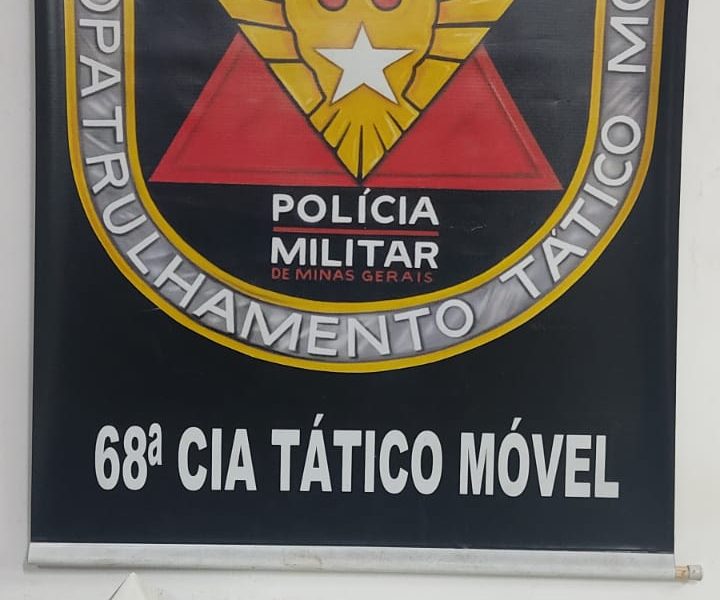 PATRULHAMENTO TÁTICO
POLÍCIA
MILITAR
DE MINAS GERAIS
68ª CIA TÁTICO MÓVEL